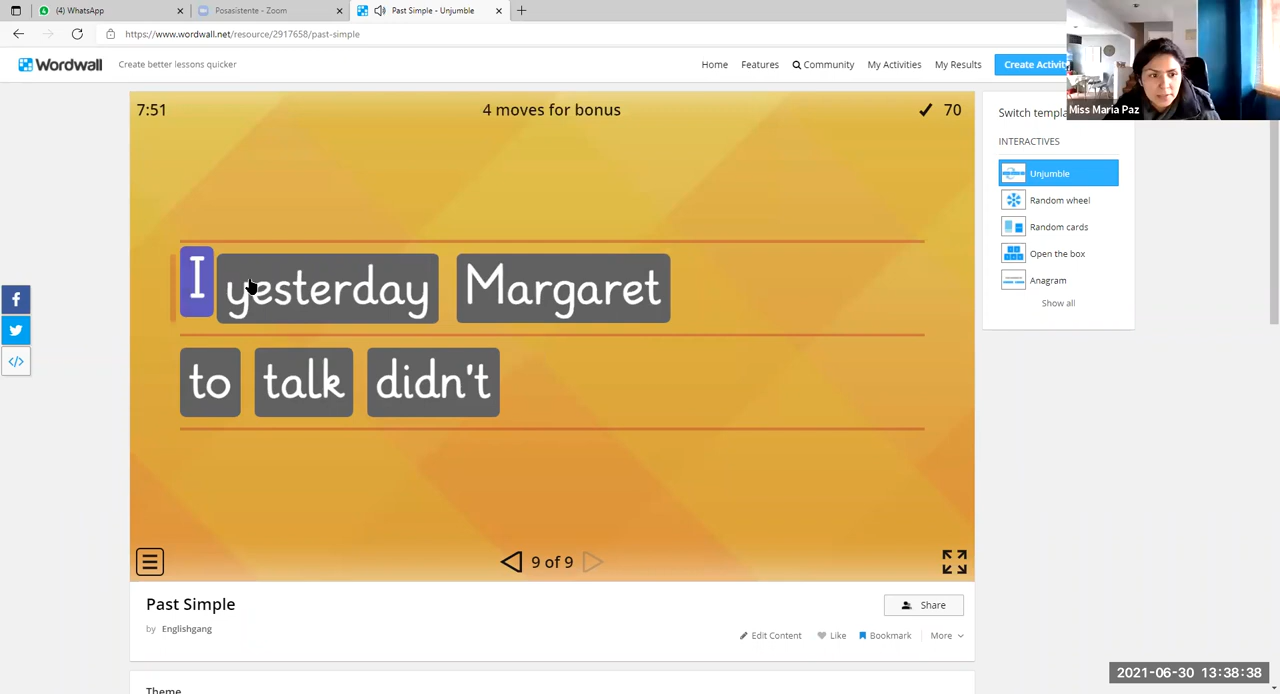 (4) WhatsApp
Posasistente - Zoom
Past Simple - Unjumble
https://www.wordwall.net/resource/2917658/past-simple
Wordwall
Create better lessons quicker
Home
Features
Community
My Activities
My Results
Create Activit
Miss Maria Paz
7:51
4 moves for bonus
70
Switch templa
INTERACTIVES
Unjumble
Random wheel
Random cards
Open the box
Anagram
Show all
I yesterday Margaret
to talk didn't
9 of 9
Past Simple
Share
by Englishgang
Edit Content
Like
Bookmark
More
2021-06-30 13:38:38
Theme